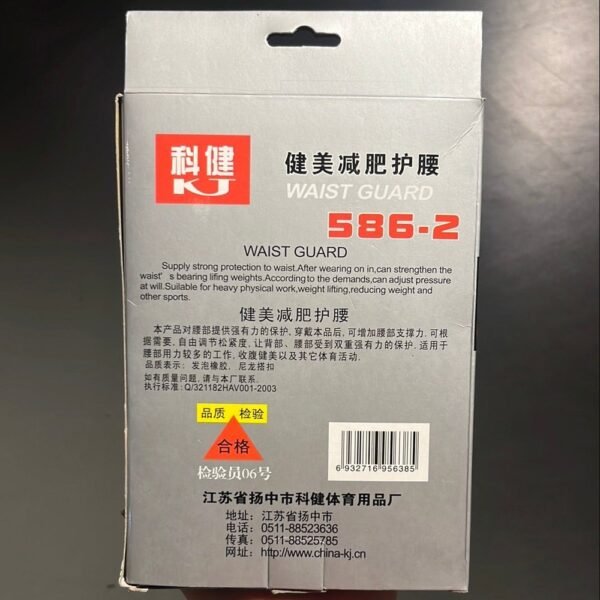 科健
KJ
健美减肥护腰
WAIST GUARD
586-2
WAIST GUARD
Supply strong protection to waist.After wearing on in,can strengthen the
waist’s bearing lifing weights.According to the demands,can adjust pressure
at will.Suitable for heavy physical work,weight lifting,reducing weight and
other sports.
健美减肥护腰
本产品对腰部提供强有力的保护, 穿戴本品后, 可增加腰部支撑力. 可根
据需要, 自由调节松紧度, 让背部、腰部受到双重强有力的保护. 适用于
腰部用力较多的工作, 收腹健美以及其它体育活动.
品质表示: 发泡橡胶, 尼龙搭扣
如有质量问题, 请与本厂联系.
执行标准: Q/321182HAV001-2003
品质 检验
合格
检验员06号
6 932716 956385
江苏省扬中市科健体育用品厂
地址: 江苏省扬中市
电话: 0511-88523636
传真: 0511-88525785
网址: http://www.china-kj.cn